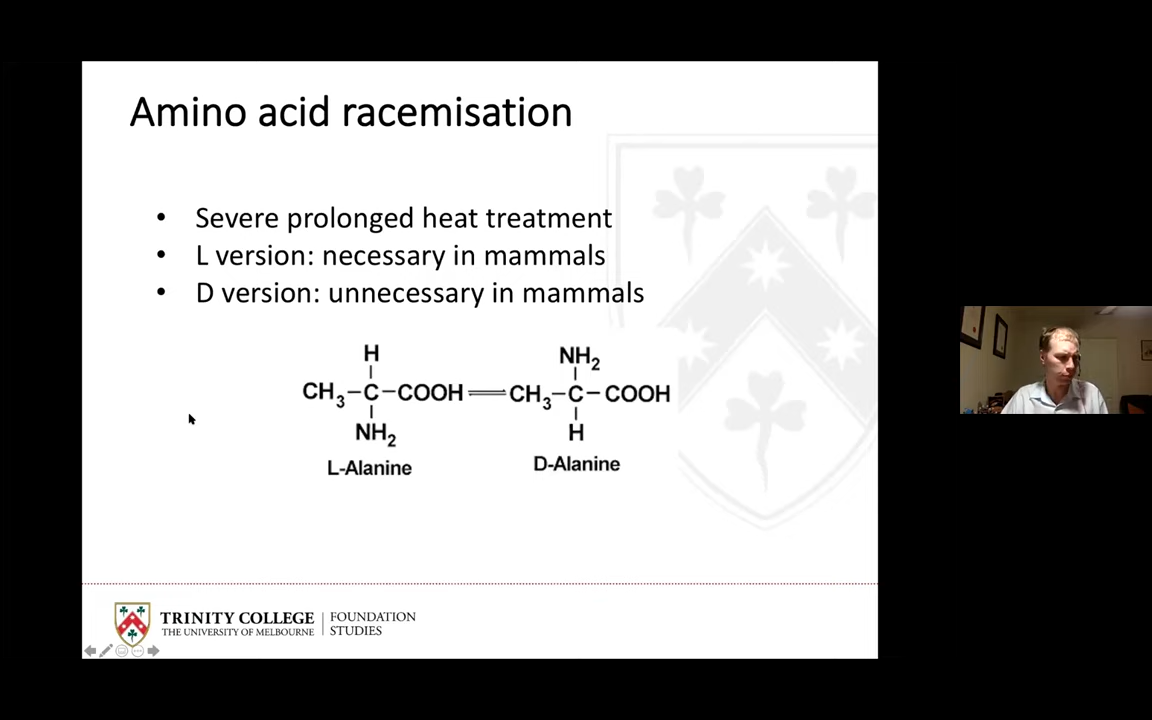 Amino acid racemisation
• Severe prolonged heat treatment
• L version: necessary in mammals
• D version: unnecessary in mammals
H NH2
CH3-C-COOH CH3-C-COOH
NH2 H
L-Alanine D-Alanine
TRINITY COLLEGE FOUNDATION
THE UNIVERSITY OF MELBOURNE STUDIES